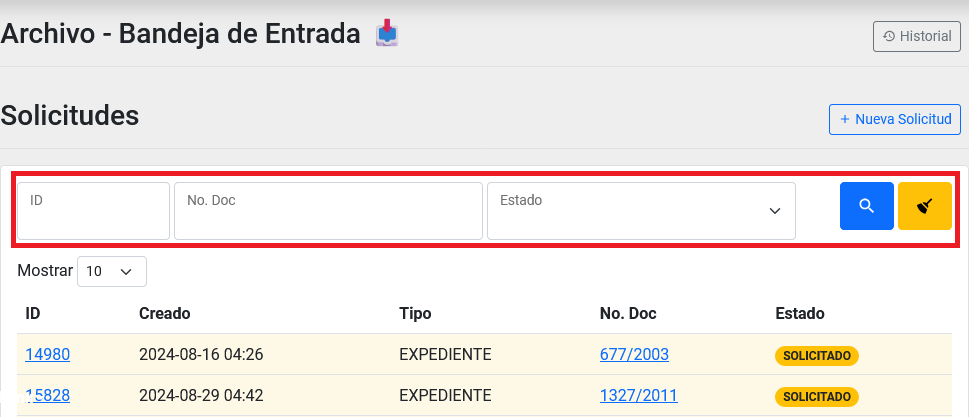 Archivo - Bandeja de Entrada
Historial
Solicitudes
+ Nueva Solicitud
ID No. Doc Estado
Mostrar 10
ID Creado Tipo No. Doc Estado
14980 2024-08-16 04:26 EXPEDIENTE 677/2003 SOLICITADO
15828 2024-08-29 04:42 EXPEDIENTE 1327/2011 SOLICITADO